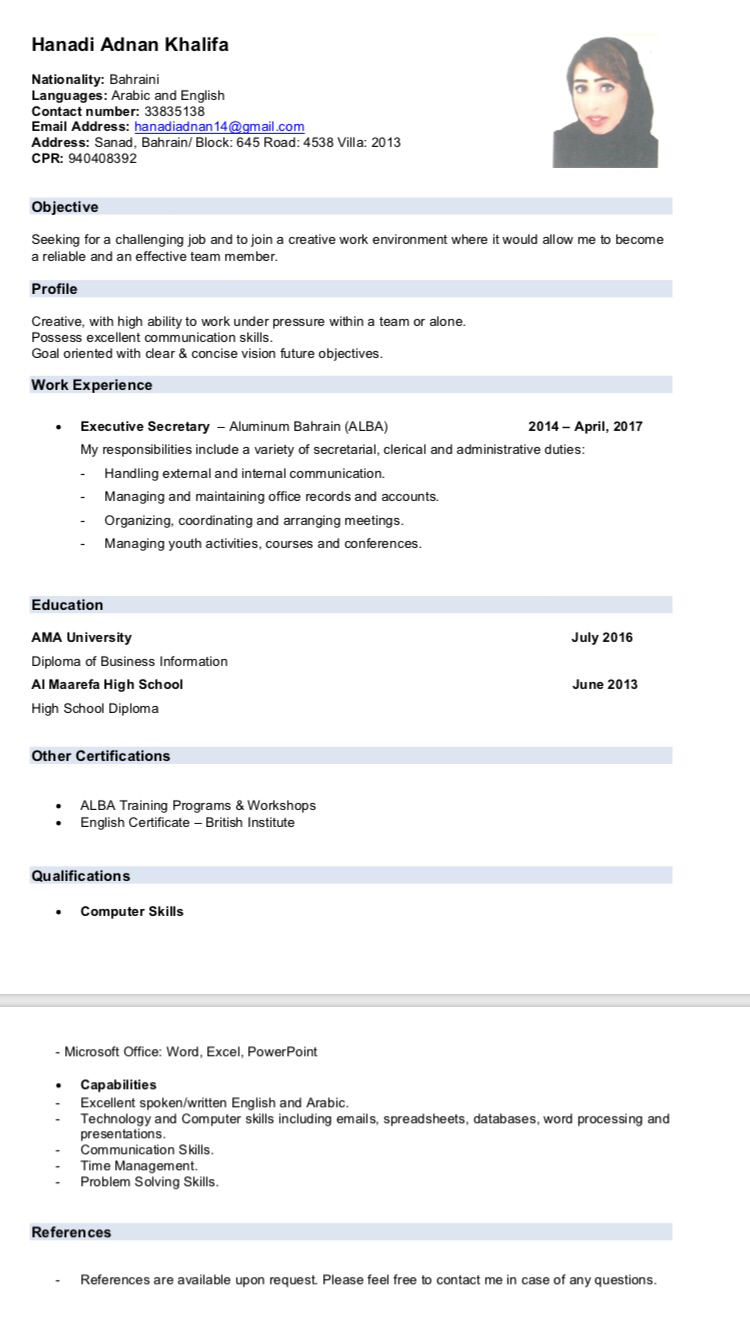 Hanadi Adnan Khalifa
Nationality: Bahraini
Languages: Arabic and English
Contact number: 33835138
Email Address: hanadiadnan14@gmail.com
Address: Sanad, Bahrain/ Block: 645 Road: 4538 Villa: 2013
CPR: 940408392
Objective
Seeking for a challenging job and to join a creative work environment where it would allow me to become
a reliable and an effective team member.
Profile
Creative, with high ability to work under pressure within a team or alone.
Possess excellent communication skills.
Goal oriented with clear & concise vision future objectives.
Work Experience
• Executive Secretary – Aluminum Bahrain (ALBA) 2014 – April, 2017
My responsibilities include a variety of secretarial, clerical and administrative duties:
- Handling external and internal communication.
- Managing and maintaining office records and accounts.
- Organizing, coordinating and arranging meetings.
- Managing youth activities, courses and conferences.
Education
AMA University July 2016
Diploma of Business Information
Al Maarefa High School June 2013
High School Diploma
Other Certifications
• ALBA Training Programs & Workshops
• English Certificate – British Institute
Qualifications
• Computer Skills
- Microsoft Office: Word, Excel, PowerPoint
• Capabilities
- Excellent spoken/written English and Arabic.
- Technology and Computer skills including emails, spreadsheets, databases, word processing and
presentations.
- Communication Skills.
- Time Management.
- Problem Solving Skills.
References
- References are available upon request. Please feel free to contact me in case of any questions.